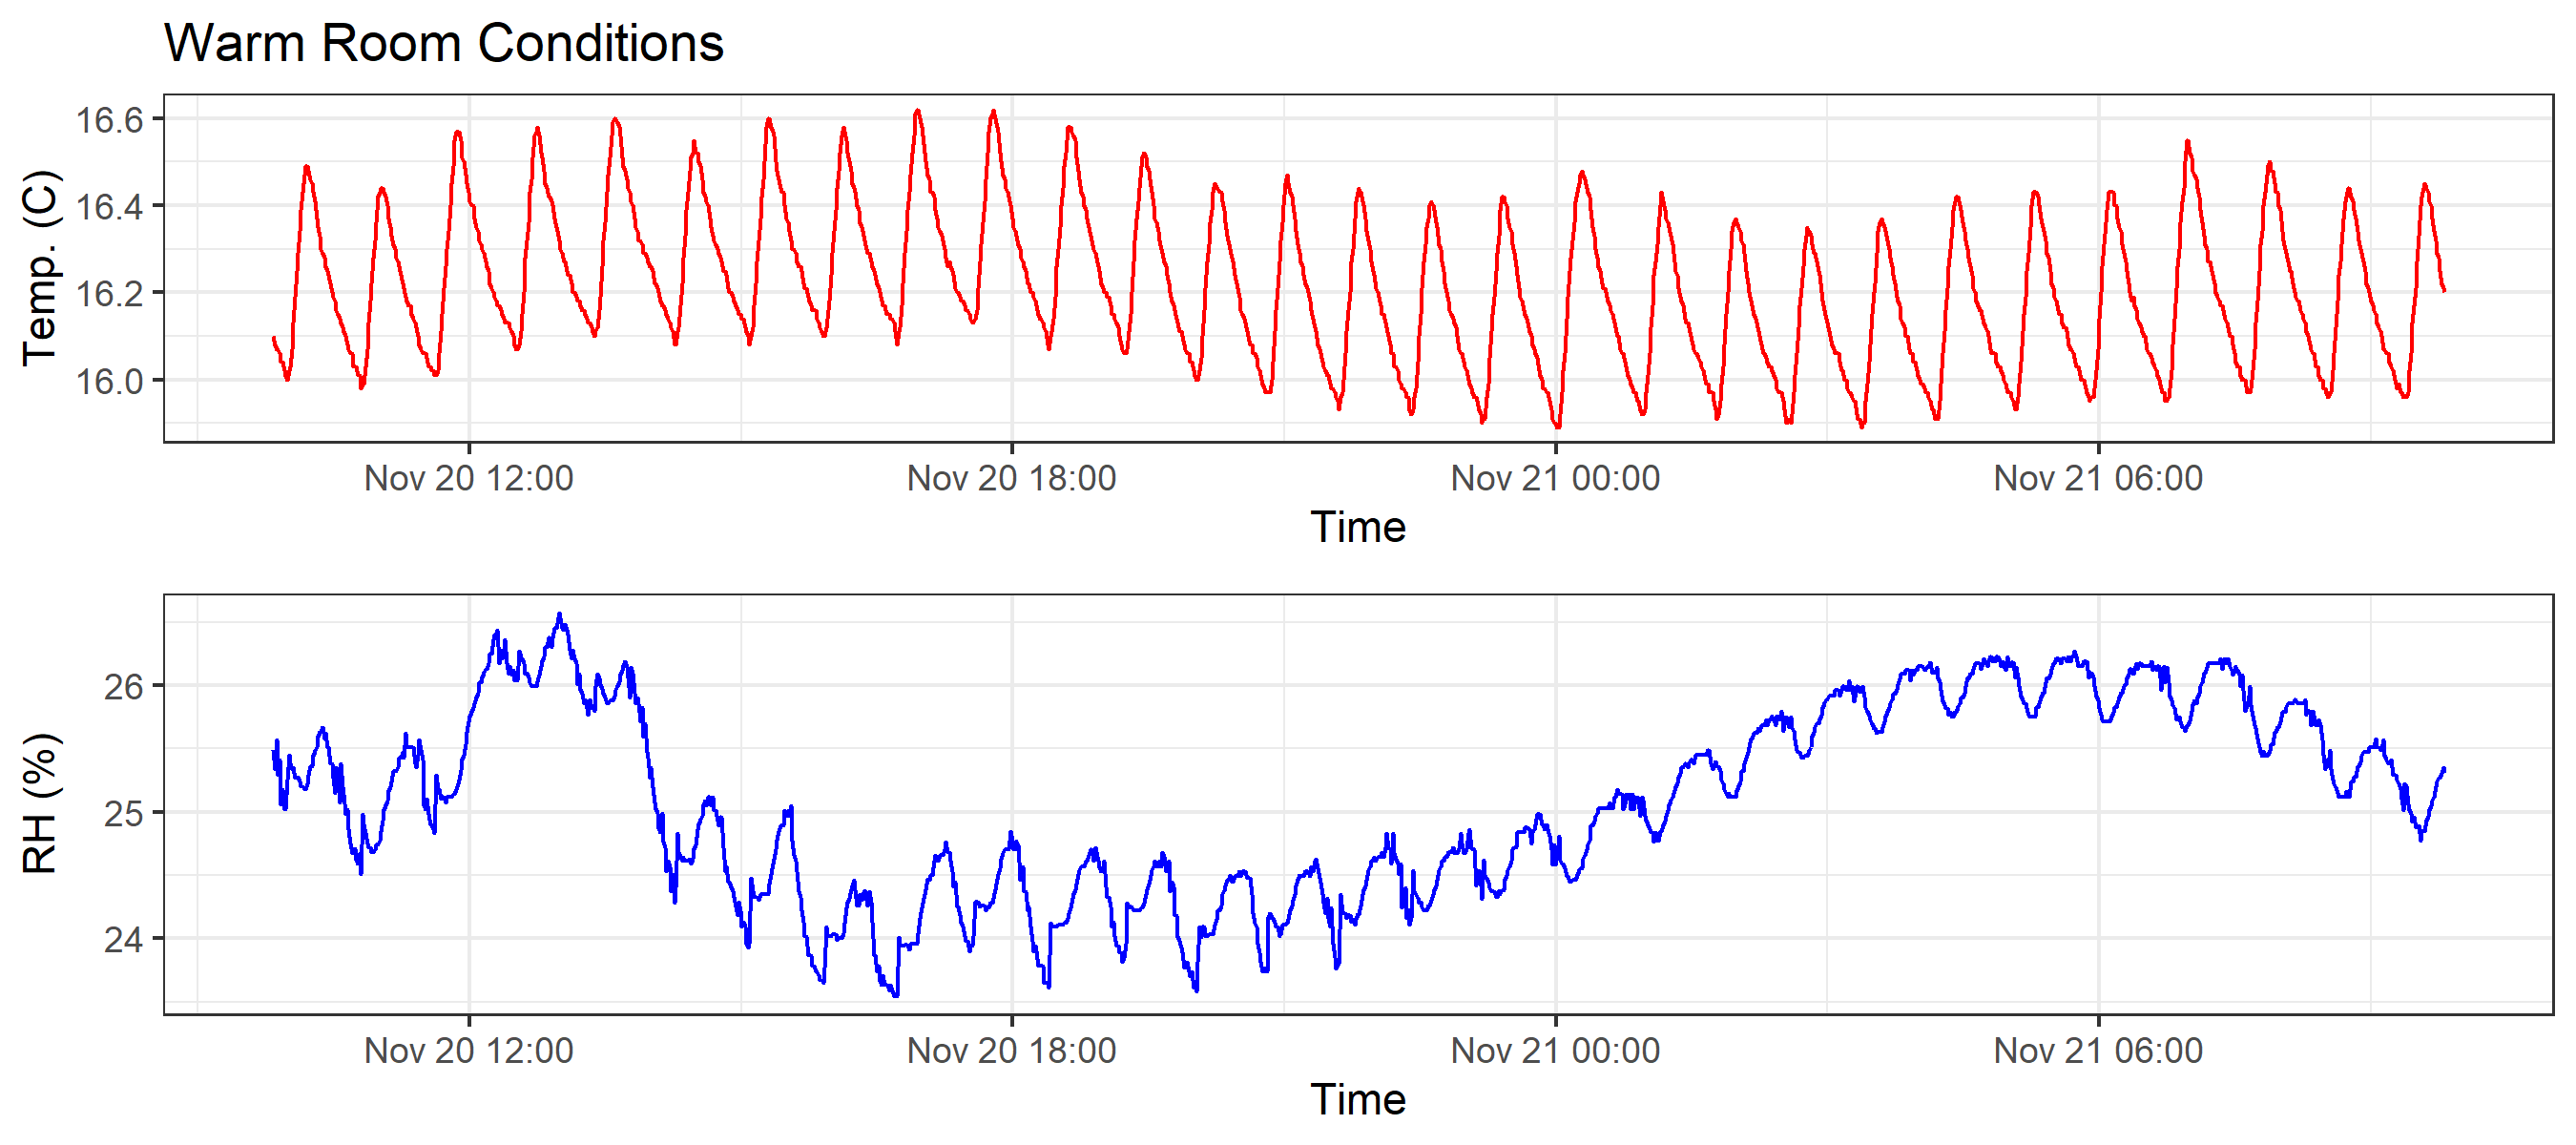 Warm Room Conditions
Temp. (C)
16.6
16.4
16.2
16.0
Nov 20 12:00 Nov 20 18:00 Nov 21 00:00 Nov 21 06:00
Time
RH (%)
26
25
24
Nov 20 12:00 Nov 20 18:00 Nov 21 00:00 Nov 21 06:00
Time